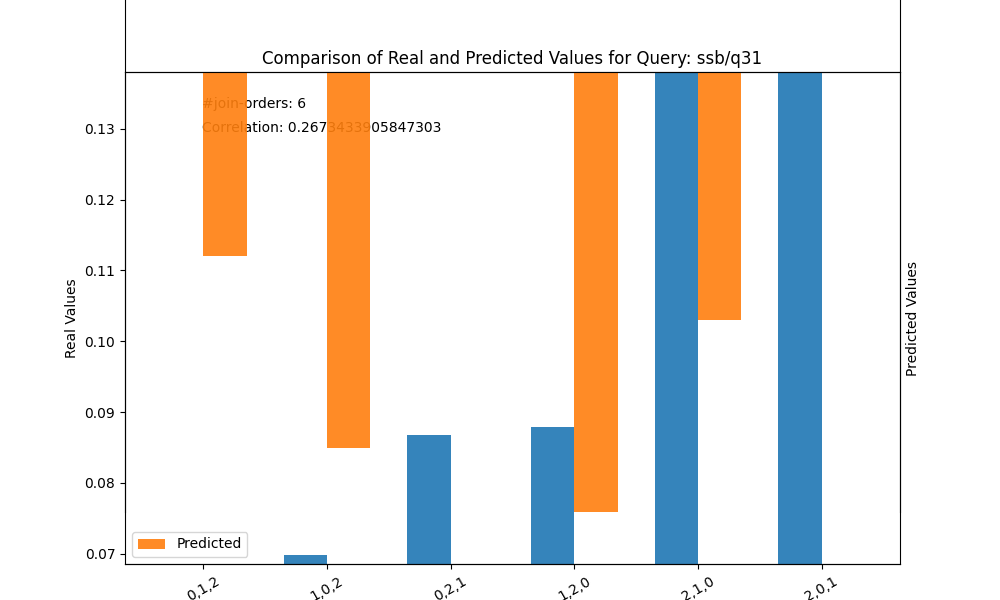 Comparison of Real and Predicted Values for Query: ssb/q31
#join-orders: 6
Correlation: 0.2673433905847303
0.13
0.12
0.11
0.10
0.09
0.08
0.07
Real Values
Predicted Values
Predicted
0,1,2
1,0,2
0,2,1
1,2,0
2,1,0
2,0,1